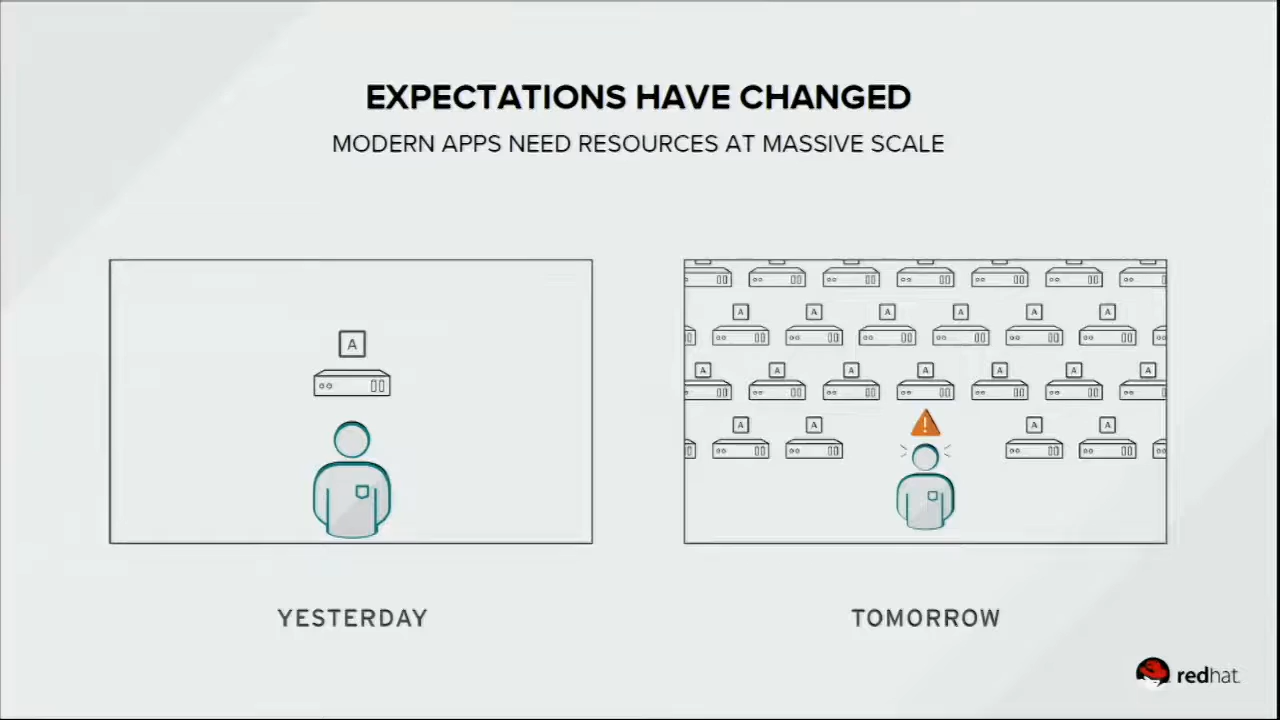 EXPECTATIONS HAVE CHANGED
MODERN APPS NEED RESOURCES AT MASSIVE SCALE
A
A A A A A A
A A A A A A A
A A A A
YESTERDAY
TOMORROW
redhat.